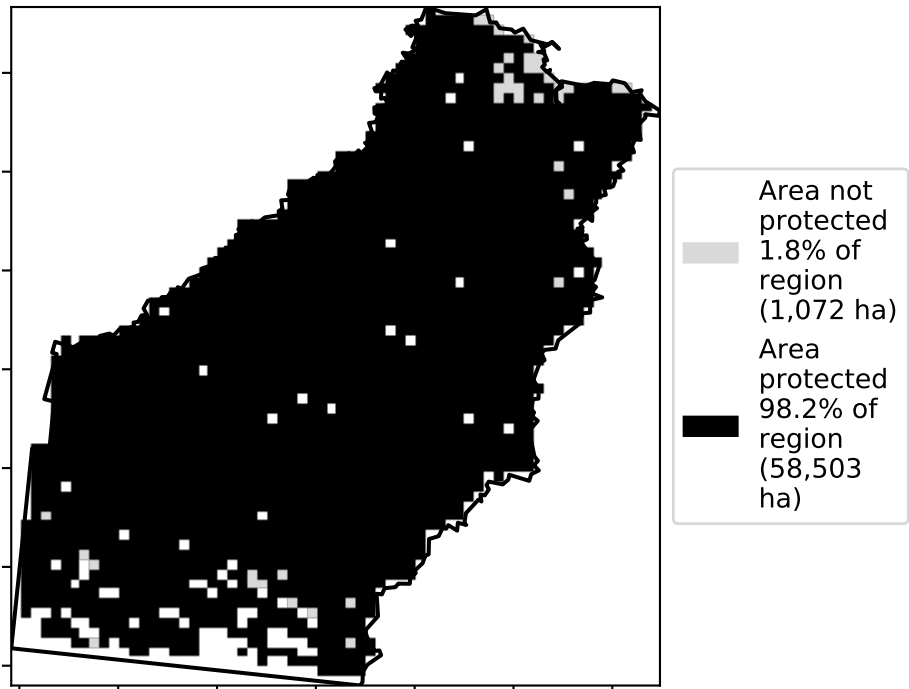 Area not
protected
1.8% of
region
(1,072 ha)
Area
protected
98.2% of
region
(58,503
ha)